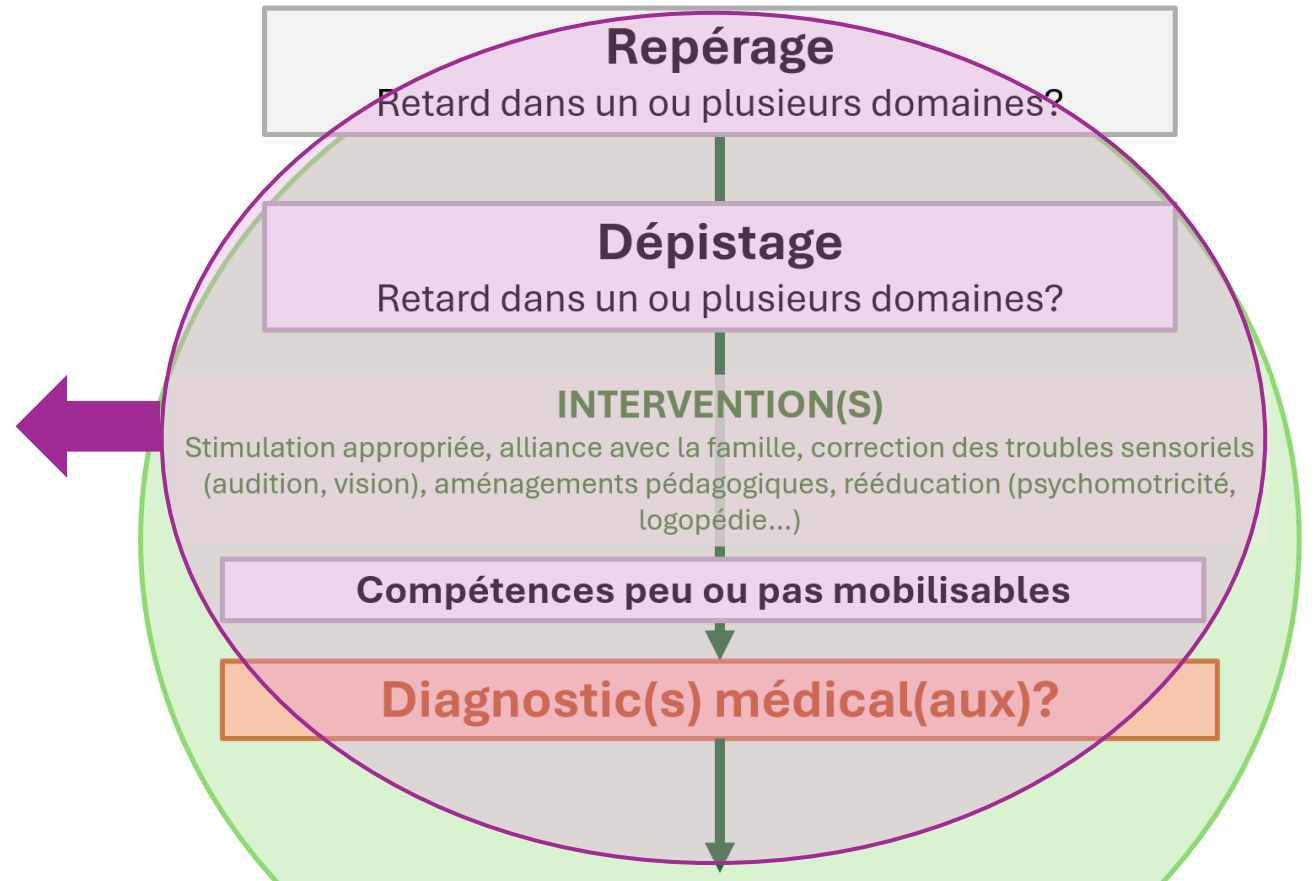 Repérage
Retard dans un ou plusieurs domaines?
Dépistage
Retard dans un ou plusieurs domaines?
INTERVENTION(S)
Stimulation appropriée, alliance avec la famille, correction des troubles sensoriels
(audition, vision), aménagements pédagogiques, rééducation (psychomotricité,
logopédie...)
Compétences peu ou pas mobilisables
Diagnostic(s) médical(aux)?